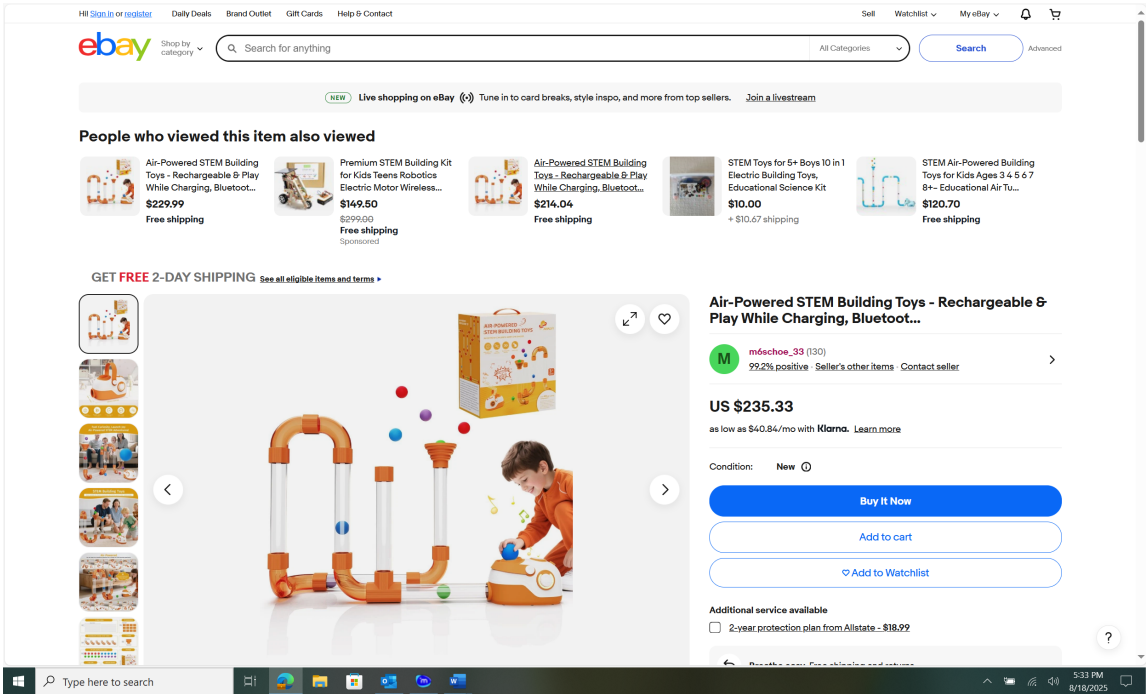 Hi! Sign in or register
Daily Deals
Brand Outlet
Gift Cards
Help & Contact
Sell
Watchlist
My eBay
ebay
Shop by
category
Search for anything
All Categories
Search
Advanced
NEW
Live shopping on eBay
Tune in to card breaks, style inspo, and more from top sellers.
Join a livestream
People who viewed this item also viewed
Air-Powered STEM Building
Toys - Rechargeable & Play
While Charging, Bluetoot...
$229.99
Free shipping
Premium STEM Building Kit
for Kids Teens Robotics
Electric Motor Wireless...
$149.50
$299.00
Free shipping
Sponsored
Air-Powered STEM Building
Toys - Rechargeable & Play
While Charging, Bluetoot...
$214.04
Free shipping
STEM Toys for 5+ Boys 10 in 1
Electric Building Toys,
Educational Science Kit
$10.00
+ $10.67 shipping
STEM Air-Powered Building
Toys for Kids Ages 3 4 5 6 7
8+– Educational Air Tu...
$120.70
Free shipping
GET FREE 2-DAY SHIPPING
See all eligible items and terms
AIR-POWERED
STEM BUILDING TOYS
Air-Powered STEM Building Toys - Rechargeable &
Play While Charging, Bluetoot...
M
m6schoe_33 (130)
99.2% positive · Seller's other items · Contact seller
US $235.33
as low as $40.84/mo with Klarna. Learn more
Condition:
New
Buy It Now
Add to cart
Add to Watchlist
Additional service available
2-year protection plan from Allstate - $18.99
Breathe easy. Free shipping and returns.
?
Type here to search
5:33 PM
8/18/2025